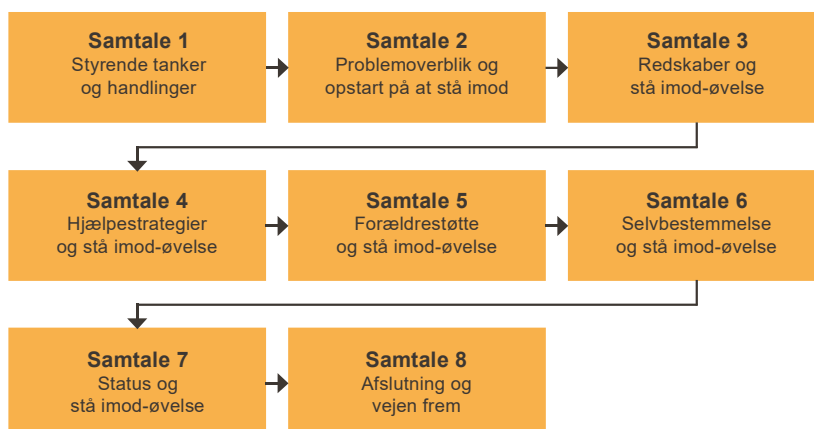 Samtale 1
Styrende tanker
og handlinger
Samtale 2
Problemoverblik og
opstart på at stå imod
Samtale 3
Redskaber og
stå imod-øvelse
Samtale 4
Hjælpestrategier
og stå imod-øvelse
Samtale 5
Forældrestøtte
og stå imod-øvelse
Samtale 6
Selvbestemmelse
og stå imod-øvelse
Samtale 7
Status og
stå imod-øvelse
Samtale 8
Afslutning og
vejen frem